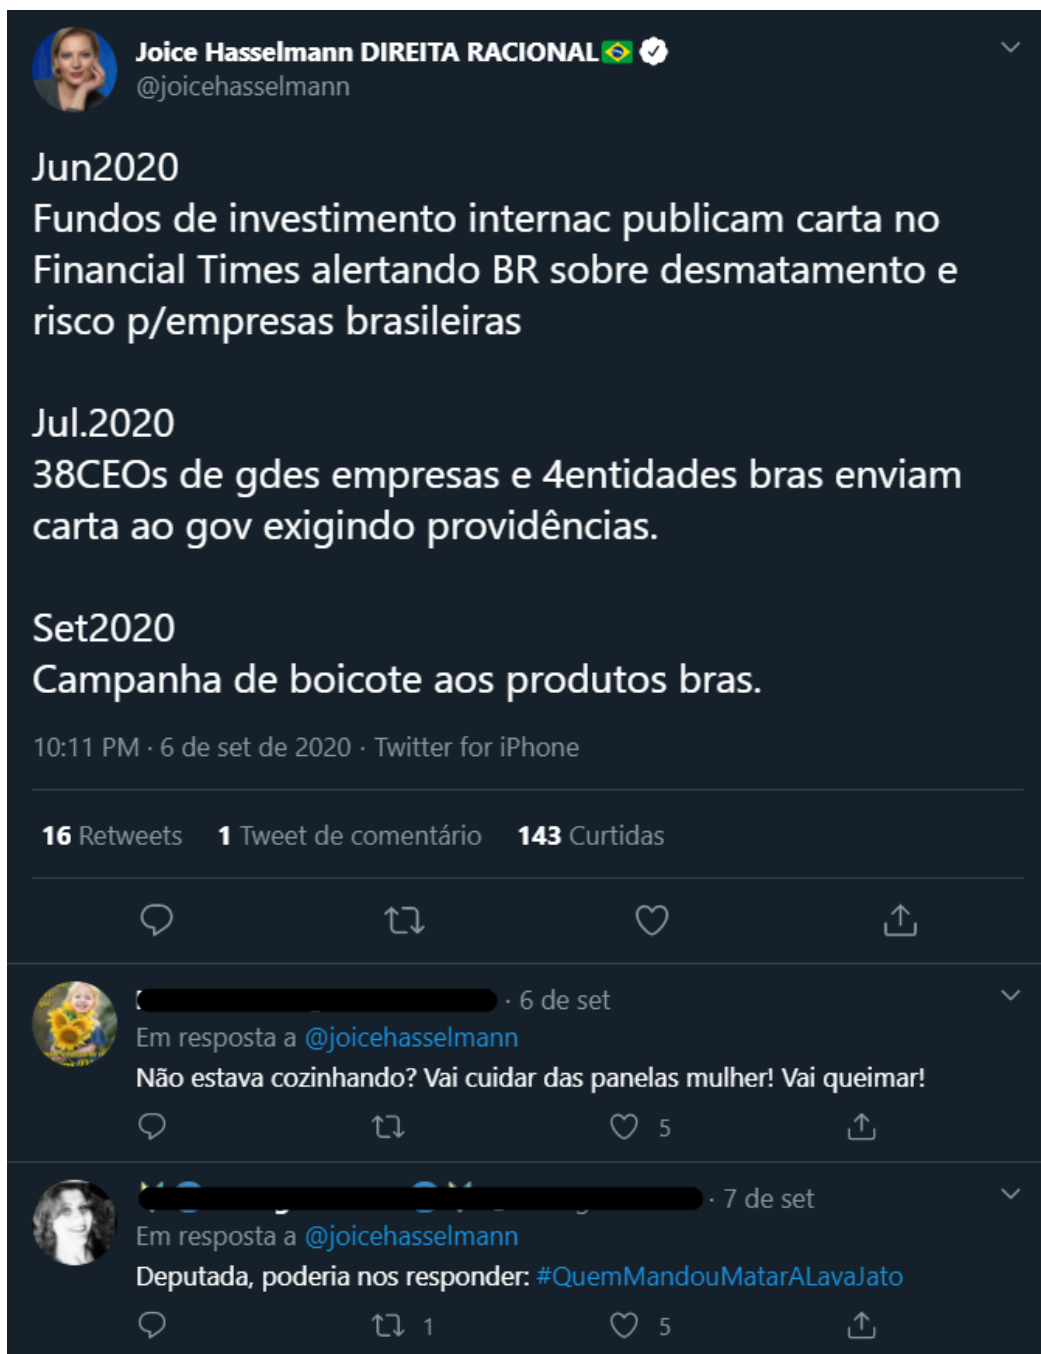 Joice Hasselmann DIREITA RACIONAL🇧🇷
@joicehasselmann
Jun2020
Fundos de investimento internac publicam carta no
Financial Times alertando BR sobre desmatamento e
risco p/empresas brasileiras
Jul.2020
38CEOs de gdes empresas e 4entidades bras enviam
carta ao gov exigindo providências.
Set2020
Campanha de boicote aos produtos bras.
10:11 PM · 6 de set de 2020 · Twitter for iPhone
16 Retweets 1 Tweet de comentário 143 Curtidas
· 6 de set
Em resposta a @joicehasselmann
Não estava cozinhando? Vai cuidar das panelas mulher! Vai queimar!
5
· 7 de set
Em resposta a @joicehasselmann
Deputada, poderia nos responder: #QuemMandouMatarALavaJato
1 5